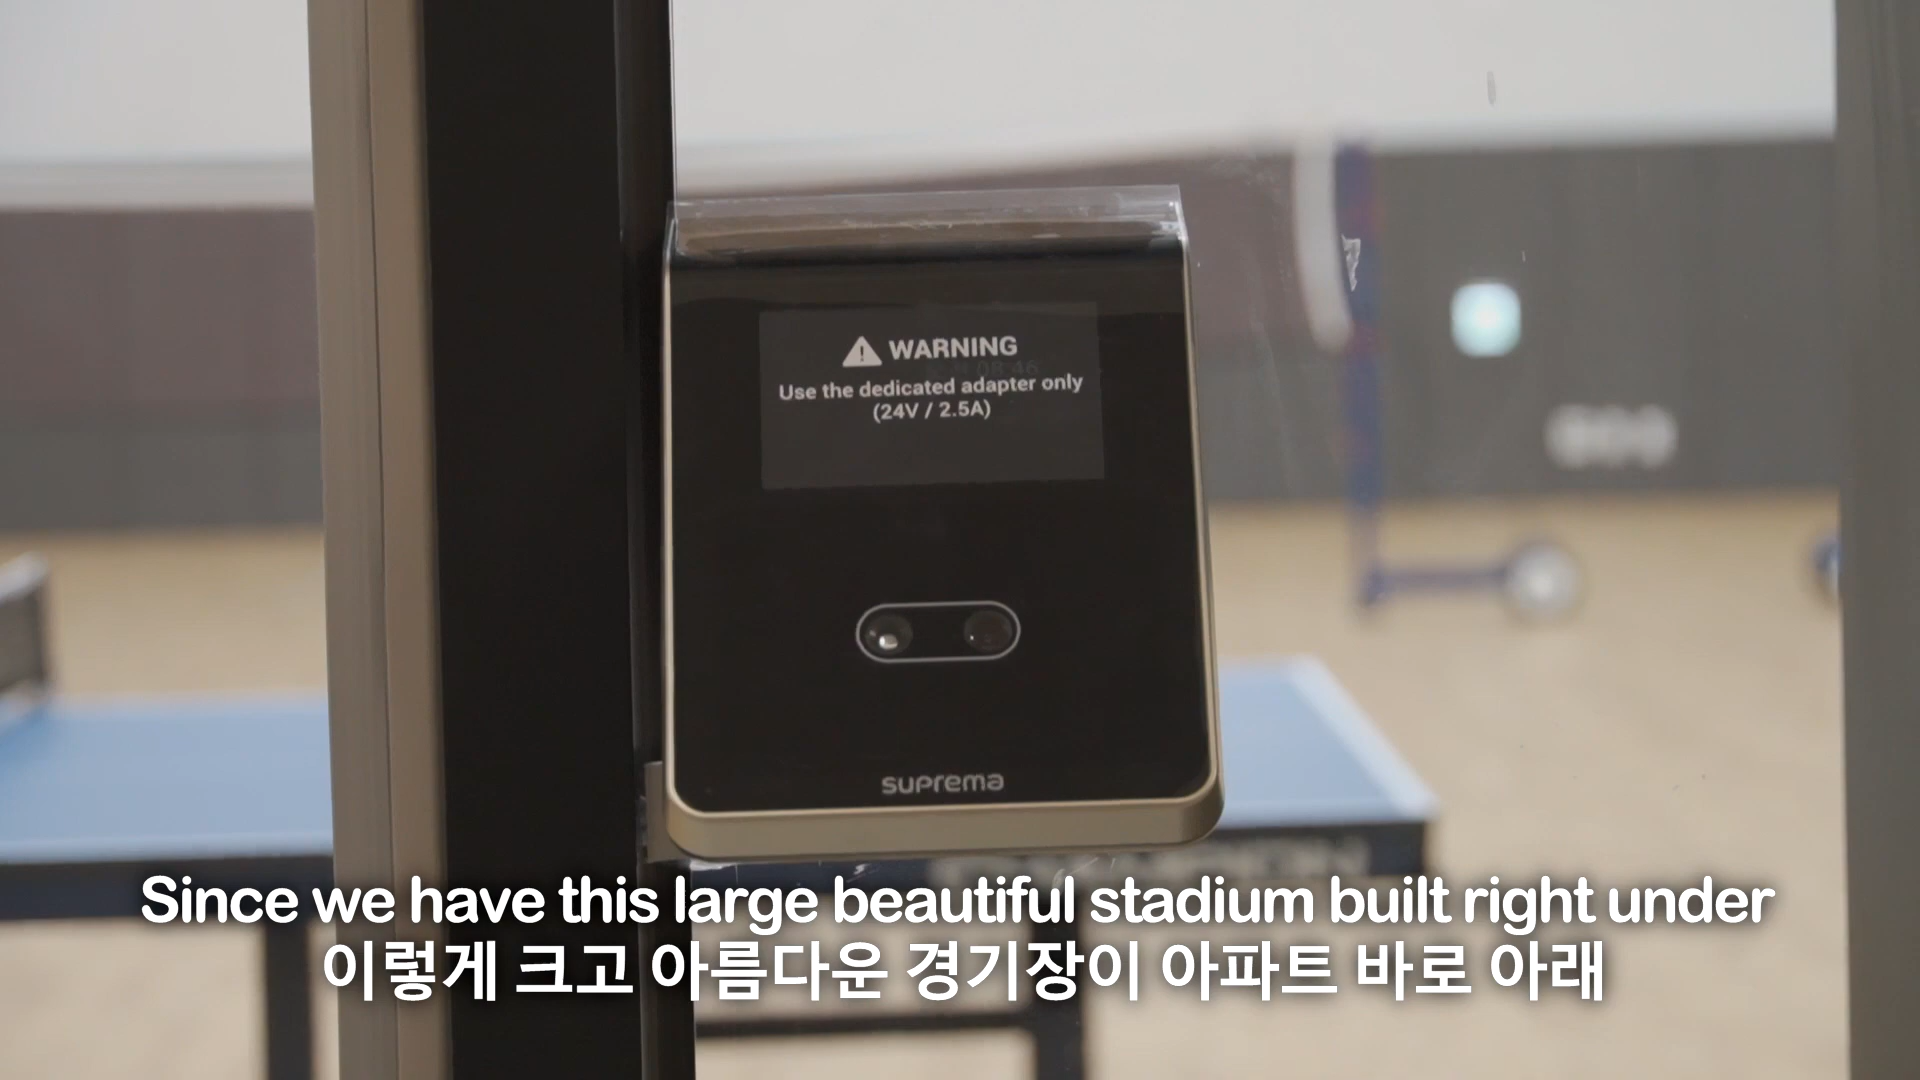 WARNING
Use the dedicated adapter only
(24V / 2.5A)
suprema
Since we have this large beautiful stadium built right under
이렇게 크고 아름다운 경기장이 아파트 바로 아래